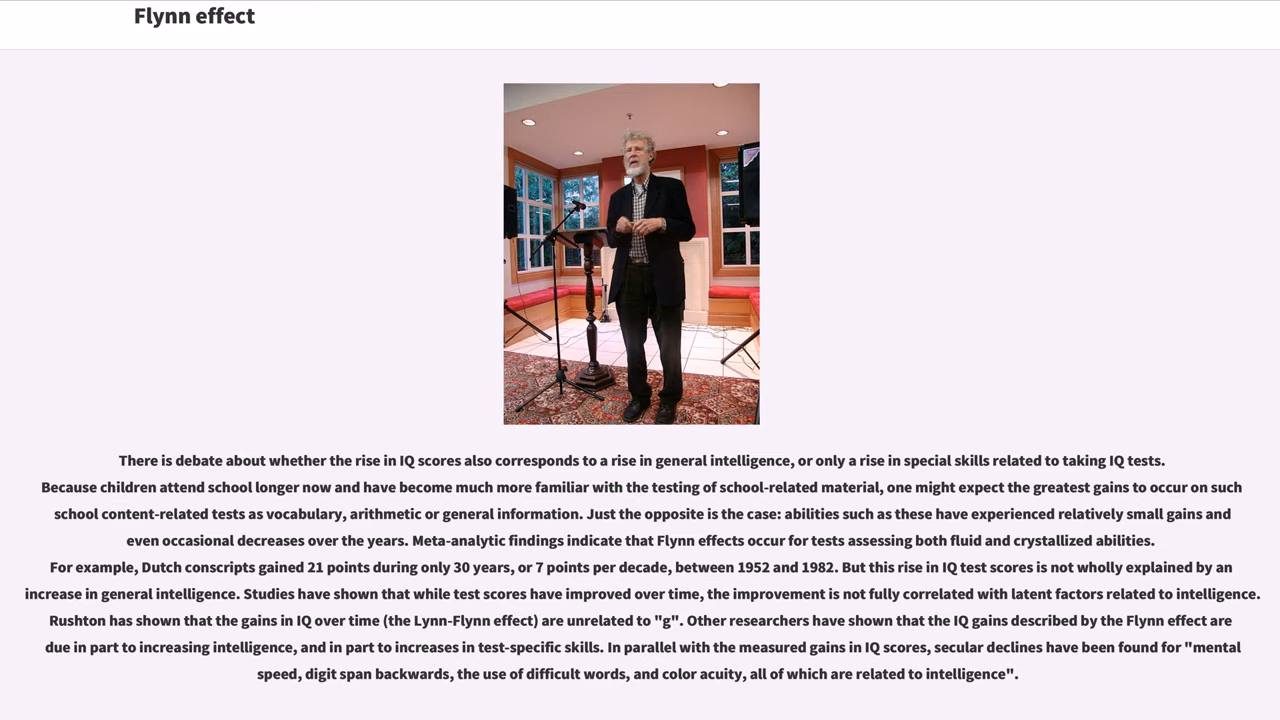 Flynn effect
There is debate about whether the rise in IQ scores also corresponds to a rise in general intelligence, or only a rise in special skills related to taking IQ tests.
Because children attend school longer now and have become much more familiar with the testing of school-related material, one might expect the greatest gains to occur on such
school content-related tests as vocabulary, arithmetic or general information. Just the opposite is the case: abilities such as these have experienced relatively small gains and
even occasional decreases over the years. Meta-analytic findings indicate that Flynn effects occur for tests assessing both fluid and crystallized abilities.
For example, Dutch conscripts gained 21 points during only 30 years, or 7 points per decade, between 1952 and 1982. But this rise in IQ test scores is not wholly explained by an
increase in general intelligence. Studies have shown that while test scores have improved over time, the improvement is not fully correlated with latent factors related to intelligence.
Rushton has shown that the gains in IQ over time (the Lynn-Flynn effect) are unrelated to "g". Other researchers have shown that the IQ gains described by the Flynn effect are
due in part to increasing intelligence, and in part to increases in test-specific skills. In parallel with the measured gains in IQ scores, secular declines have been found for "mental
speed, digit span backwards, the use of difficult words, and color acuity, all of which are related to intelligence".